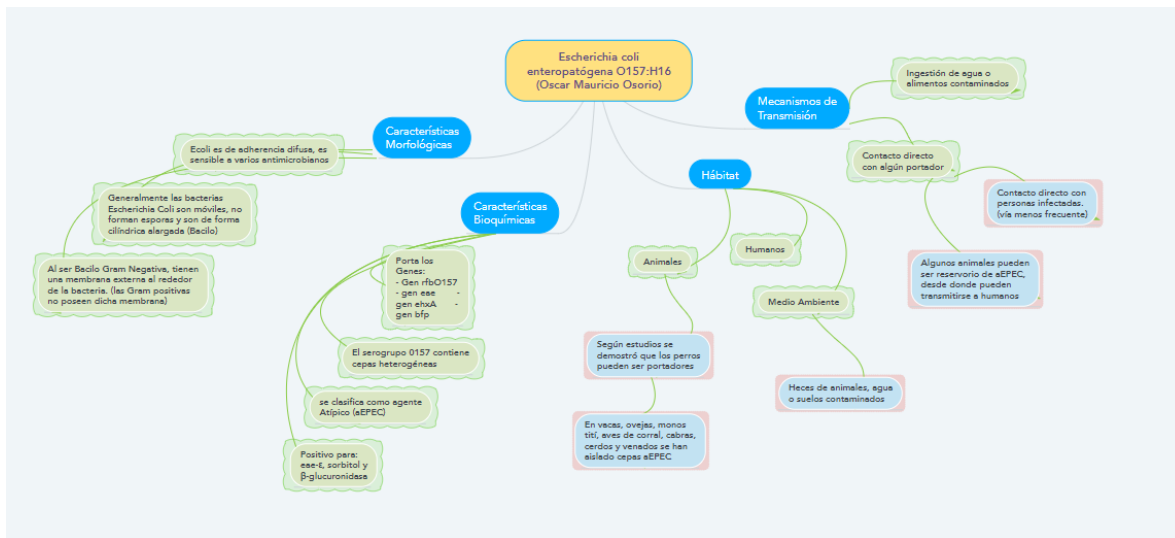 Escherichia coli
enteropatógena O157:H16
(Oscar Mauricio Osorio)
Características
Morfológicas
Ecoli es de adherencia difusa, es
sensible a varios antimicrobianos
Generalmente las bacterias
Escherichia Coli son móviles, no
forman esporas y son de forma
cilíndrica alargada (Bacilo)
Al ser Bacilo Gram Negativa, tienen
una membrana externa al rededor
de la bacteria. (las Gram positivas
no poseen dicha membrana)
Características
Bioquímicas
Porta los
Genes:
- Gen rfbO157
- gen eae -
gen ehxA -
gen bfp
El serogrupo 0157 contiene
cepas heterogéneas
se clasifica como agente
Atípico (aEPEC)
Positivo para:
eae-Ɛ, sorbitol y
β-glucuronidasa
Hábitat
Animales
Según estudios se
demostró que los perros
pueden ser portadores
En vacas, ovejas, monos
tití, aves de corral, cabras,
cerdos y venados se han
aislado cepas aEPEC
Humanos
Medio Ambiente
Heces de animales, agua
o suelos contaminados
Mecanismos de
Transmisión
Ingestión de agua o
alimentos contaminados
Contacto directo
con algún portador
Contacto directo con
personas infectadas.
(vía menos frecuente)
Algunos animales pueden
ser reservorio de aEPEC,
desde donde pueden
transmitirse a humanos